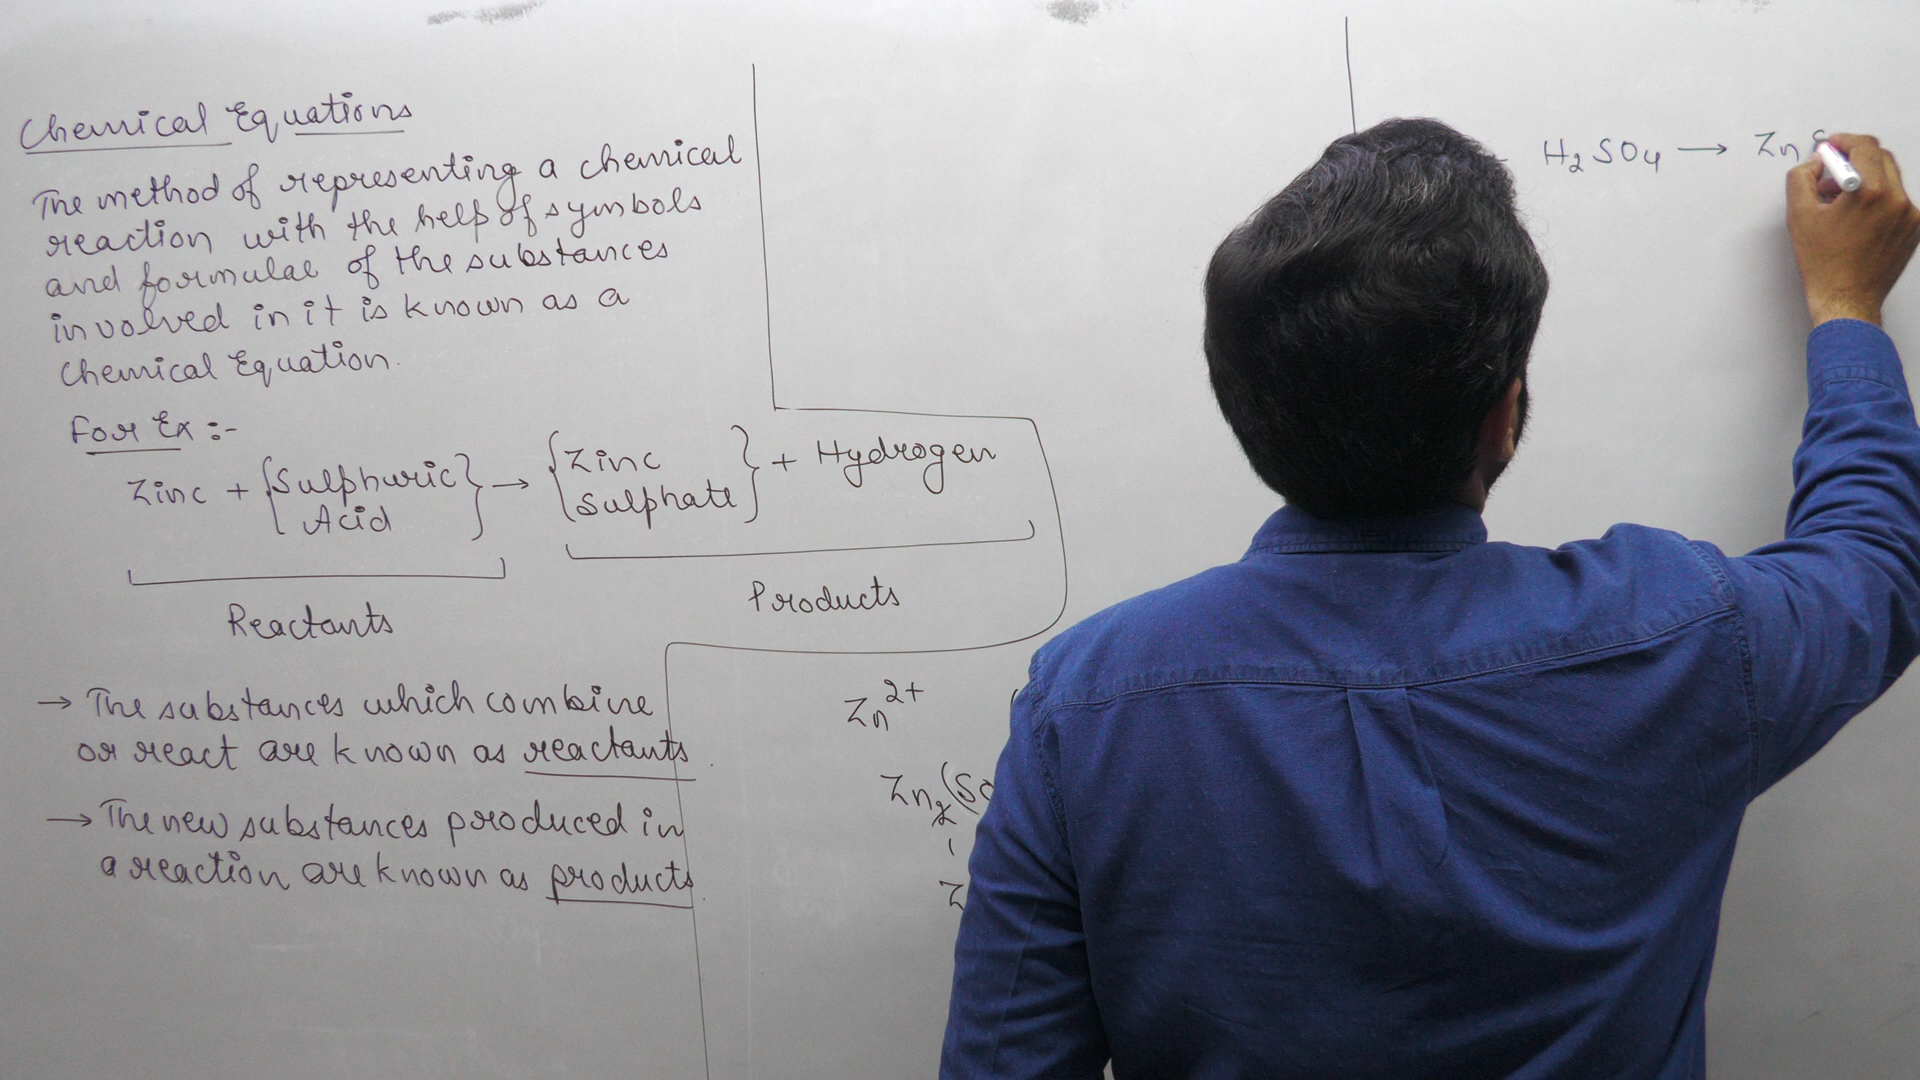 Chemical Equations
The method of representing a chemical
reaction with the help of symbols
and formulae of the substances
involved in it is known as a
Chemical Equation.
For Ex :-
Zinc + {Sulphuric Acid} → {Zinc Sulphate} + Hydrogen
Reactants
Products
→ The substances which combine
or react are known as reactants.
→ The new substances produced in
a reaction are known as products.
Zn²⁺
Zn₂(SO
Z
H₂SO₄ → Zn S